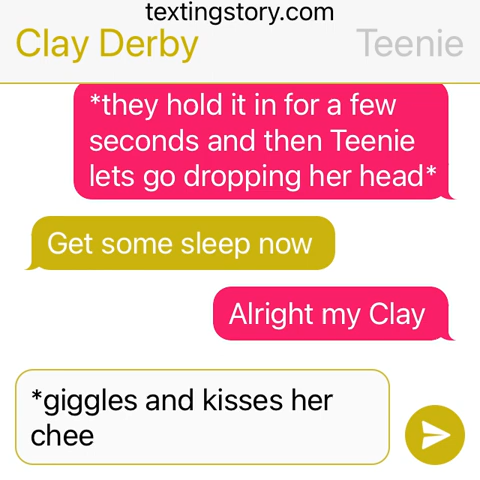 textingstory.com
Clay Derby
Teenie
*they hold it in for a few
seconds and then Teenie
lets go dropping her head*
Get some sleep now
Alright my Clay
*giggles and kisses her
chee